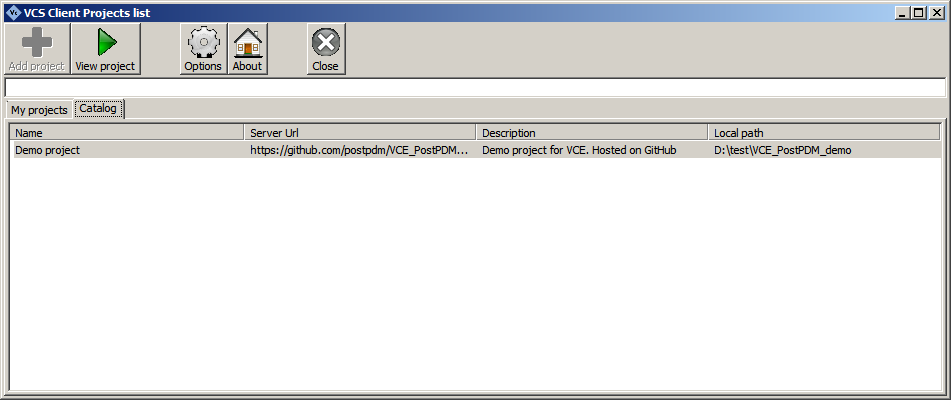 Vc VCS Client Projects list
Add project View project Options About Close
My projects Catalog
Name Server Url Description Local path
Demo project https://github.com/postpdm/VCE_PostPDM... Demo project for VCE. Hosted on GitHub D:\test\VCE_PostPDM_demo